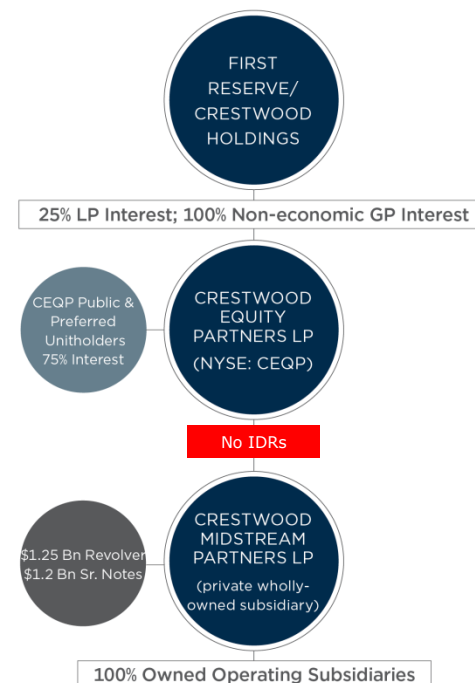 FIRST
RESERVE/
CRESTWOOD
HOLDINGS
25% LP Interest; 100% Non-economic GP Interest
CEQP Public &
Preferred
Unitholders
75% Interest
CRESTWOOD
EQUITY
PARTNERS LP
(NYSE: CEQP)
No IDRs
$1.25 Bn Revolver
$1.2 Bn Sr. Notes
CRESTWOOD
MIDSTREAM
PARTNERS LP
(private wholly-
owned subsidiary)
100% Owned Operating Subsidiaries